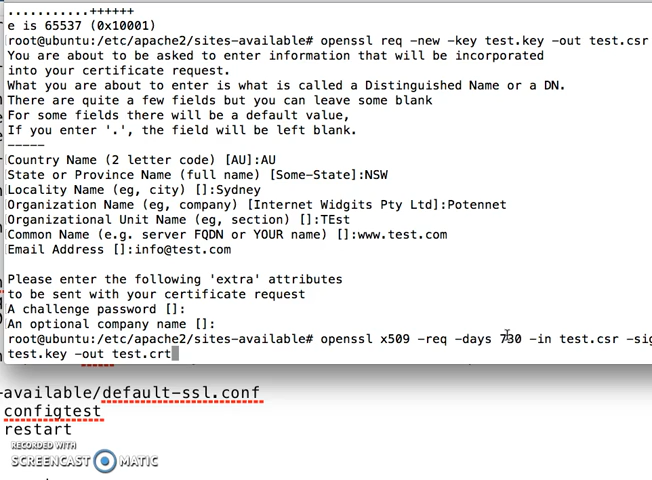 ...........++++++
e is 65537 (0x10001)
root@ubuntu:/etc/apache2/sites-available# openssl req -new -key test.key -out test.csr
You are about to be asked to enter information that will be incorporated
into your certificate request.
What you are about to enter is what is called a Distinguished Name or a DN.
There are quite a few fields but you can leave some blank
For some fields there will be a default value,
If you enter '.', the field will be left blank.
-----
Country Name (2 letter code) [AU]:AU
State or Province Name (full name) [Some-State]:NSW
Locality Name (eg, city) []:Sydney
Organization Name (eg, company) [Internet Widgits Pty Ltd]:Potennet
Organizational Unit Name (eg, section) []:TEst
Common Name (e.g. server FQDN or YOUR name) []:www.test.com
Email Address []:info@test.com
Please enter the following 'extra' attributes
to be sent with your certificate request
A challenge password []:
An optional company name []:
root@ubuntu:/etc/apache2/sites-available# openssl x509 -req -days 730 -in test.csr -sig
test.key -out test.crt
-available/default-ssl.conf
configtest
restart
RECORDED WITH
SCREENCAST MATIC